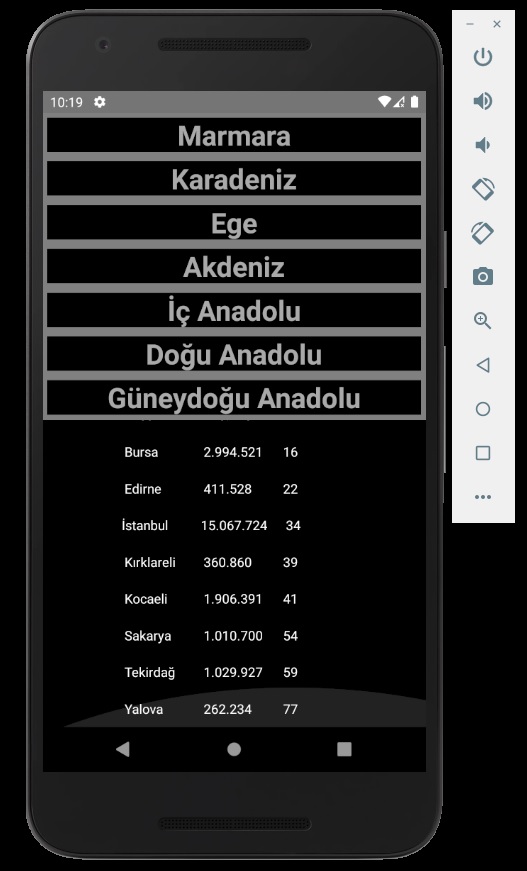 10:19
Marmara
Karadeniz
Ege
Akdeniz
İç Anadolu
Doğu Anadolu
Güneydoğu Anadolu
Bursa 2.994.521 16
Edirne 411.528 22
İstanbul 15.067.724 34
Kırklareli 360.860 39
Kocaeli 1.906.391 41
Sakarya 1.010.700 54
Tekirdağ 1.029.927 59
Yalova 262.234 77